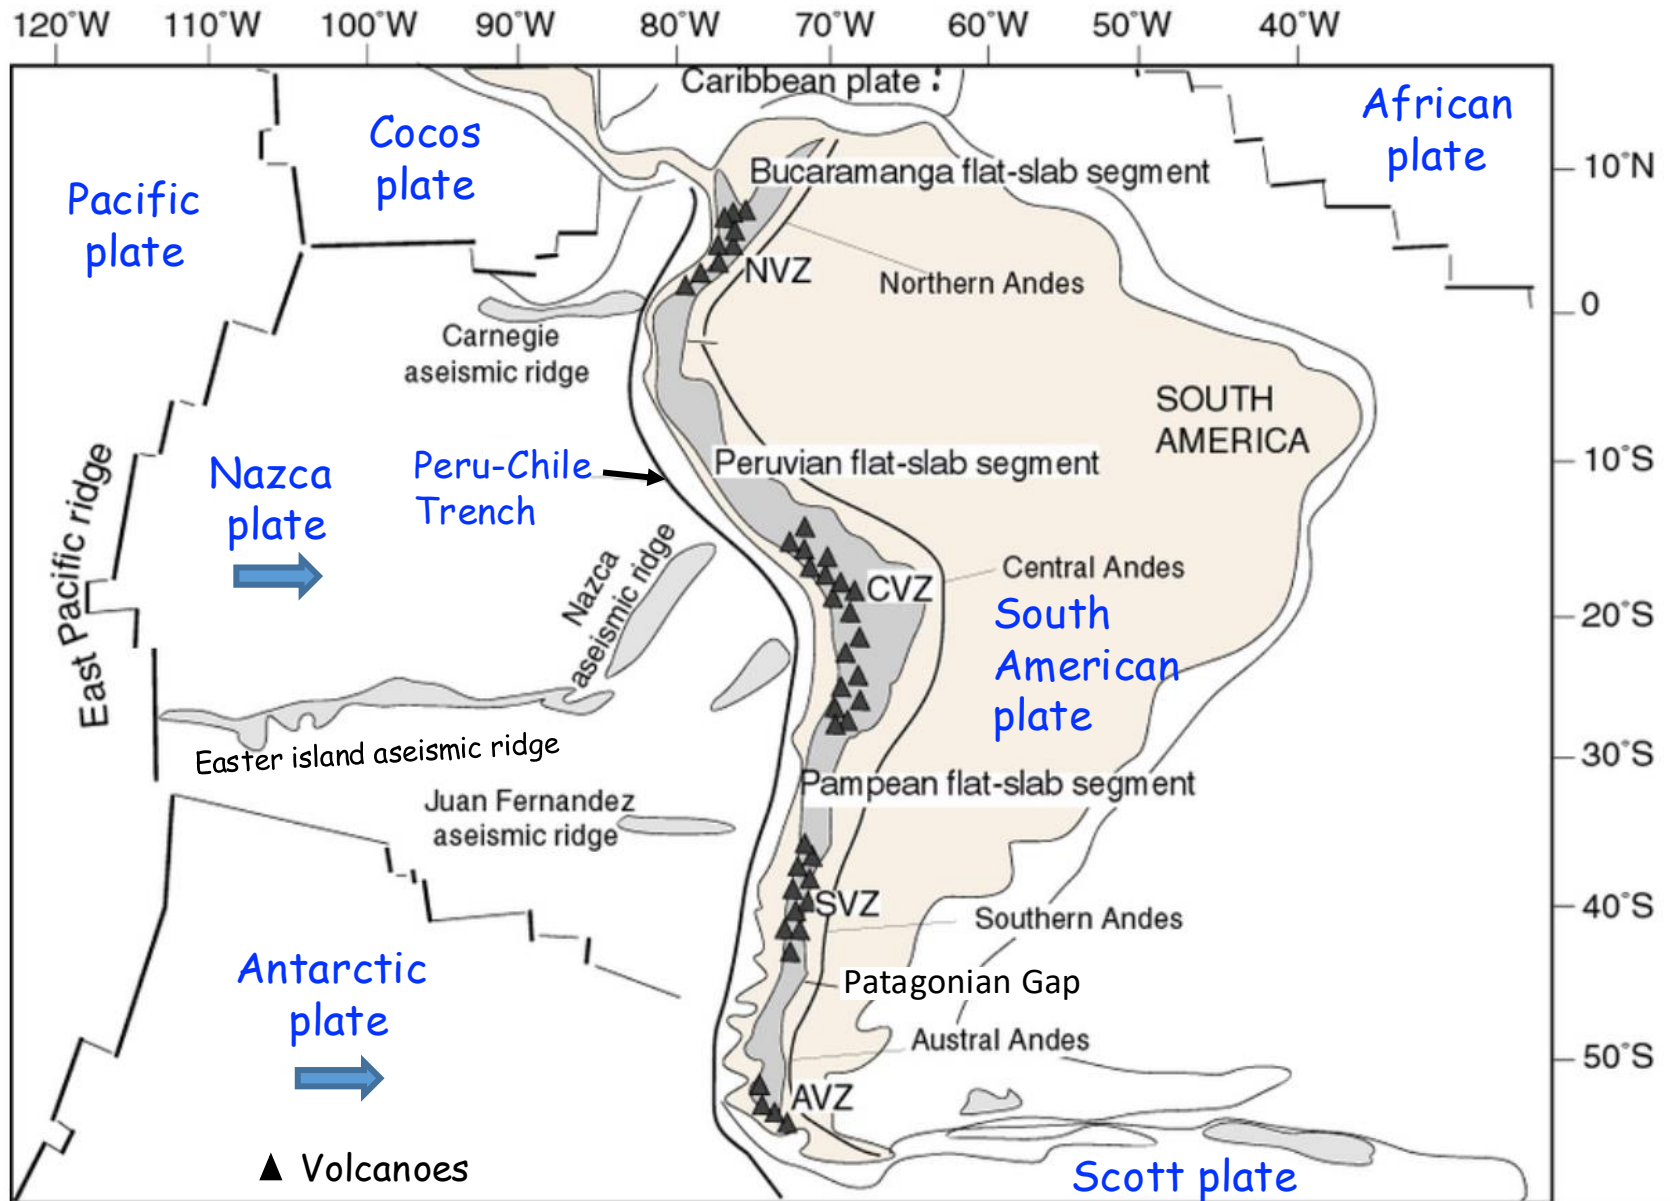 120°W 110°W 100°W 90°W 80°W 70°W 60°W 50°W 40°W
Caribbean plate
African
plate
Cocos
plate
10°N
Bucaramanga flat-slab segment
Pacific
plate
NVZ
Northern Andes
0
Carnegie
aseismic ridge
SOUTH
AMERICA
10°S
Peruvian flat-slab segment
Peru-Chile
Trench
Nazca
plate
East Pacific ridge
Nazca
aseismic ridge
CVZ
Central Andes
20°S
South
American
plate
Easter island aseismic ridge
30°S
Pampean flat-slab segment
Juan Fernandez
aseismic ridge
SVZ
40°S
Southern Andes
Antarctic
plate
Patagonian Gap
Austral Andes
50°S
AVZ
Volcanoes
Scott plate